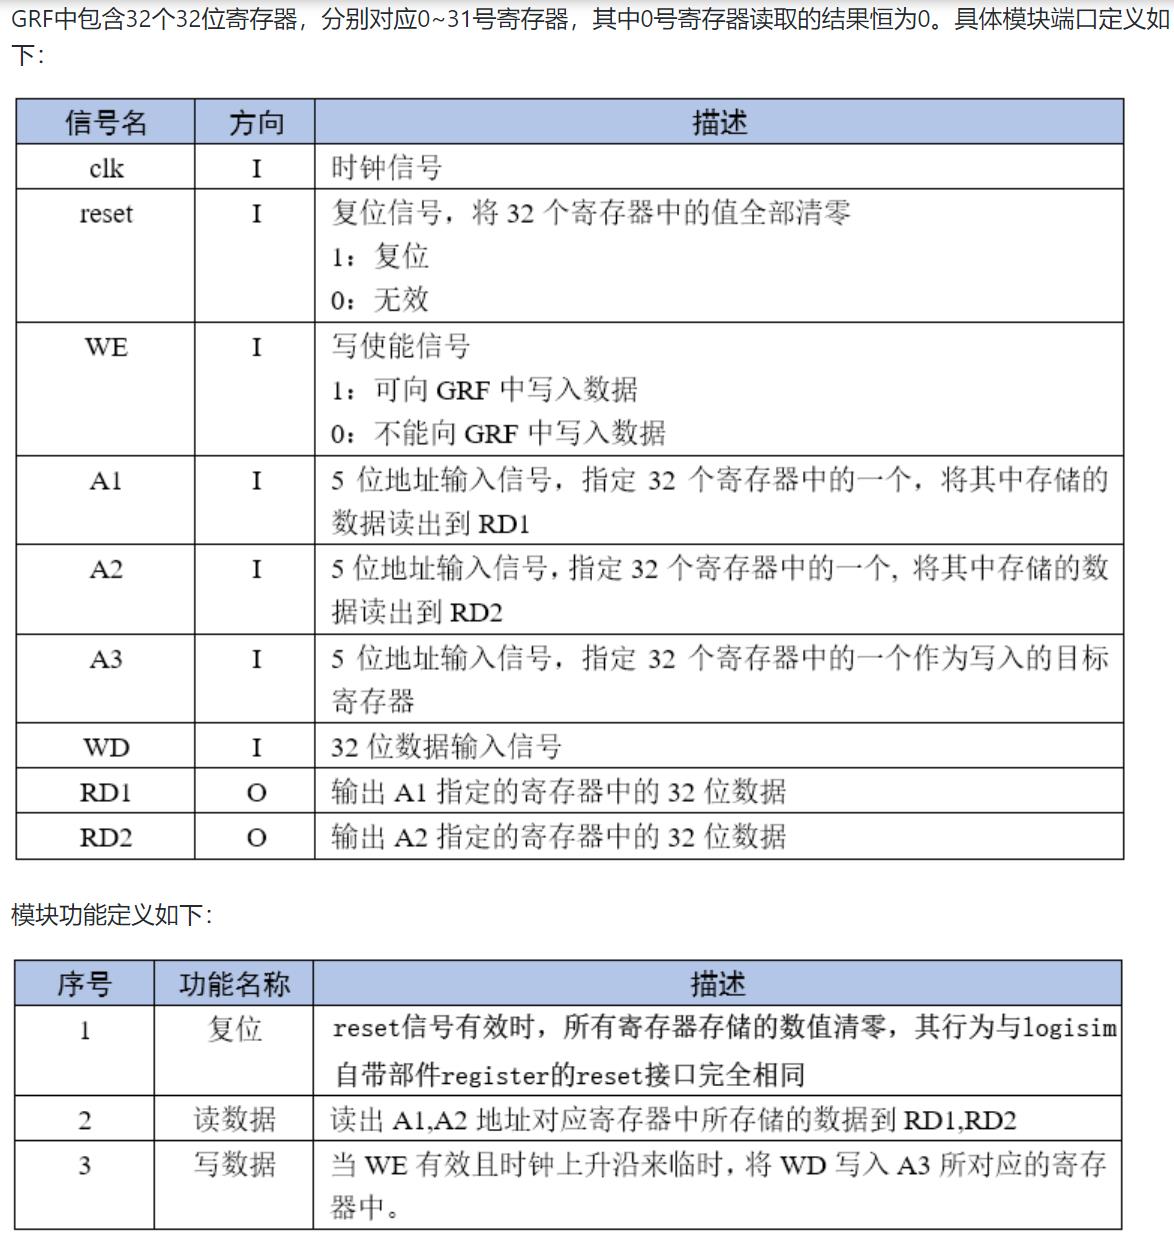 GRF中包含32个32位寄存器，分别对应0~31号寄存器，其中0号寄存器读取的结果恒为0。具体模块端口定义如
下：
信号名 方向 描述
clk I 时钟信号
reset I 复位信号，将 32 个寄存器中的值全部清零
1：复位
0：无效
WE I 写使能信号
1：可向 GRF 中写入数据
0：不能向 GRF 中写入数据
A1 I 5 位地址输入信号，指定 32 个寄存器中的一个，将其中存储的
数据读出到 RD1
A2 I 5 位地址输入信号，指定 32 个寄存器中的一个, 将其中存储的数
据读出到 RD2
A3 I 5 位地址输入信号，指定 32 个寄存器中的一个作为写入的目标
寄存器
WD I 32 位数据输入信号
RD1 O 输出 A1 指定的寄存器中的 32 位数据
RD2 O 输出 A2 指定的寄存器中的 32 位数据
模块功能定义如下：
序号 功能名称 描述
1 复位 reset信号有效时，所有寄存器存储的数值清零，其行为与logisim
自带部件register的reset接口完全相同
2 读数据 读出 A1,A2 地址对应寄存器中所存储的数据到 RD1,RD2
3 写数据 当 WE 有效且时钟上升沿来临时，将 WD 写入 A3 所对应的寄存
器中。